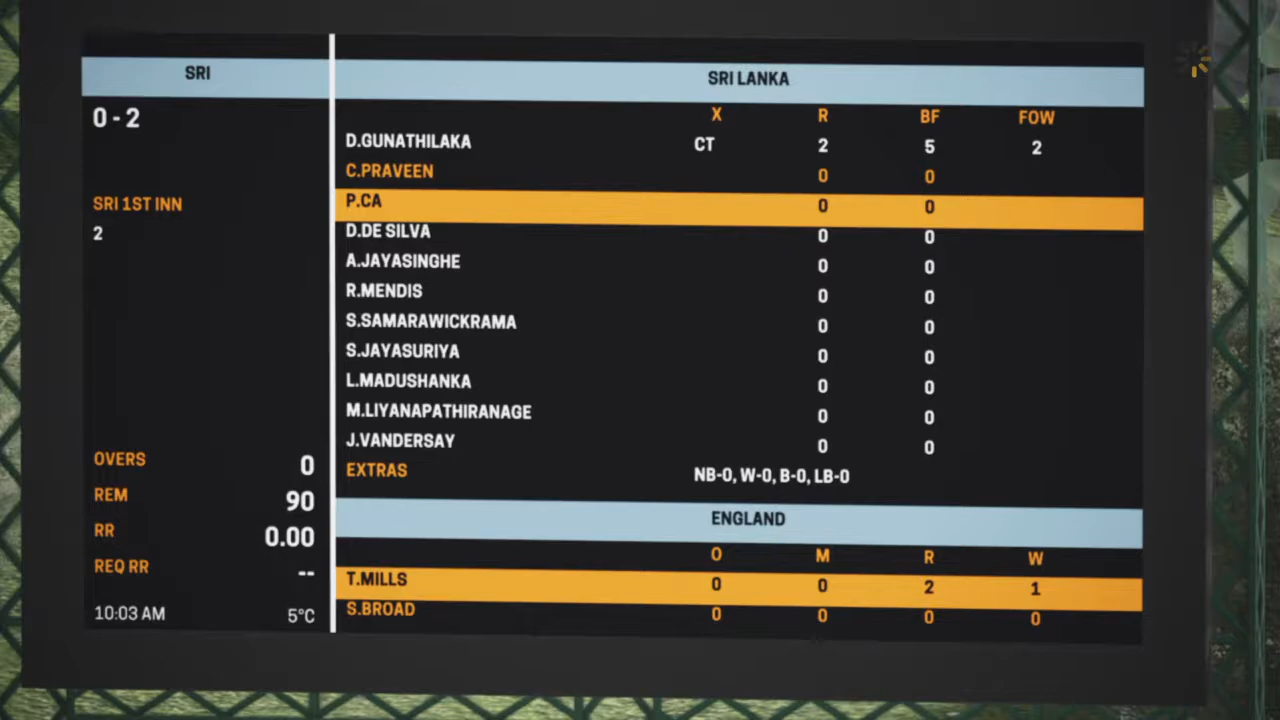 SRI
0 - 2
SRI 1ST INN
2
OVERS 0
REM 90
RR 0.00
REQ RR --
10:03 AM 5°C
SRI LANKA
X R BF FOW
D.GUNATHILAKA CT 2 5 2
C.PRAVEEN 0 0
P.CA 0 0
D.DE SILVA 0 0
A.JAYASINGHE 0 0
R.MENDIS 0 0
S.SAMARAWICKRAMA 0 0
S.JAYASURIYA 0 0
L.MADUSHANKA 0 0
M.LIYANAPATHIRANAGE 0 0
J.VANDERSAY 0 0
EXTRAS NB-0, W-0, B-0, LB-0
ENGLAND
O M R W
T.MILLS 0 0 2 1
S.BROAD 0 0 0 0